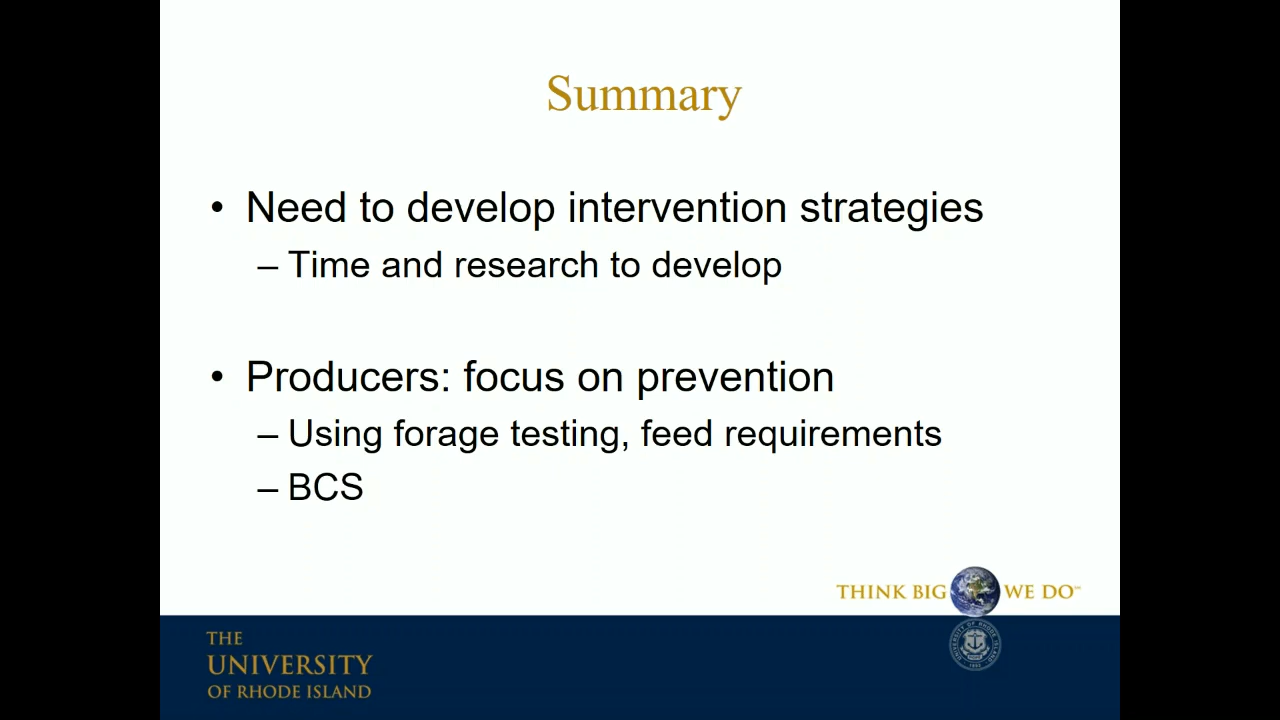 Summary
• Need to develop intervention strategies
– Time and research to develop
• Producers: focus on prevention
– Using forage testing, feed requirements
– BCS
THINK BIG WE DO™
THE
UNIVERSITY
OF RHODE ISLAND